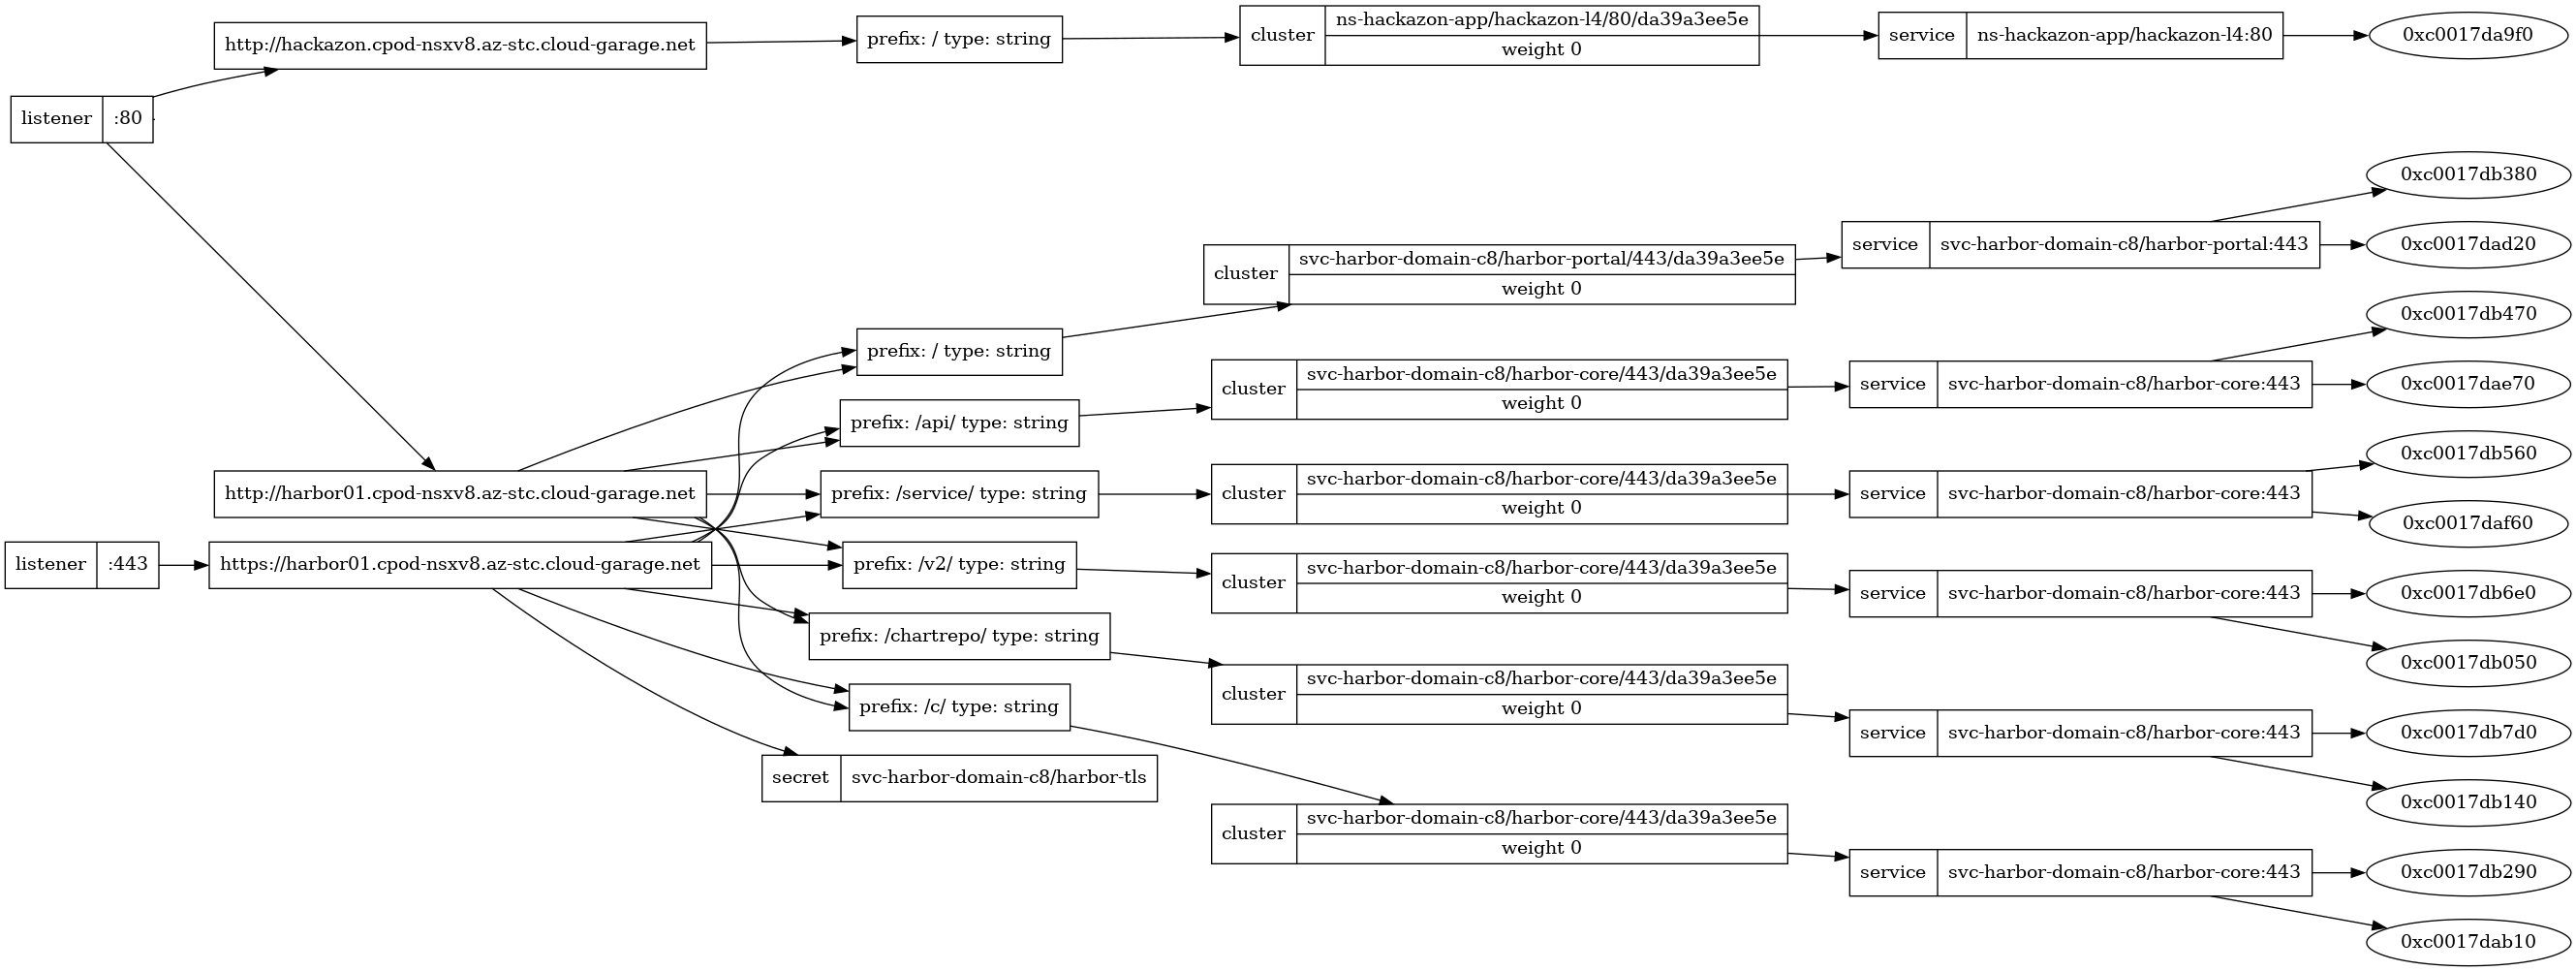 http://hackazon.cpod-nsxv8.az-stc.cloud-garage.net
prefix: / type: string
cluster
ns-hackazon-app/hackazon-l4/80/da39a3ee5e
weight 0
service
ns-hackazon-app/hackazon-l4:80
0xc0017da9f0
listener
:80
0xc0017db380
cluster
svc-harbor-domain-c8/harbor-portal/443/da39a3ee5e
weight 0
service
svc-harbor-domain-c8/harbor-portal:443
0xc0017dad20
0xc0017db470
prefix: / type: string
cluster
svc-harbor-domain-c8/harbor-core/443/da39a3ee5e
weight 0
service
svc-harbor-domain-c8/harbor-core:443
0xc0017dae70
prefix: /api/ type: string
0xc0017db560
http://harbor01.cpod-nsxv8.az-stc.cloud-garage.net
prefix: /service/ type: string
cluster
svc-harbor-domain-c8/harbor-core/443/da39a3ee5e
weight 0
service
svc-harbor-domain-c8/harbor-core:443
0xc0017daf60
listener
:443
https://harbor01.cpod-nsxv8.az-stc.cloud-garage.net
prefix: /v2/ type: string
cluster
svc-harbor-domain-c8/harbor-core/443/da39a3ee5e
weight 0
service
svc-harbor-domain-c8/harbor-core:443
0xc0017db6e0
prefix: /chartrepo/ type: string
0xc0017db050
cluster
svc-harbor-domain-c8/harbor-core/443/da39a3ee5e
weight 0
prefix: /c/ type: string
service
svc-harbor-domain-c8/harbor-core:443
0xc0017db7d0
secret
svc-harbor-domain-c8/harbor-tls
0xc0017db140
cluster
svc-harbor-domain-c8/harbor-core/443/da39a3ee5e
weight 0
service
svc-harbor-domain-c8/harbor-core:443
0xc0017db290
0xc0017dab10